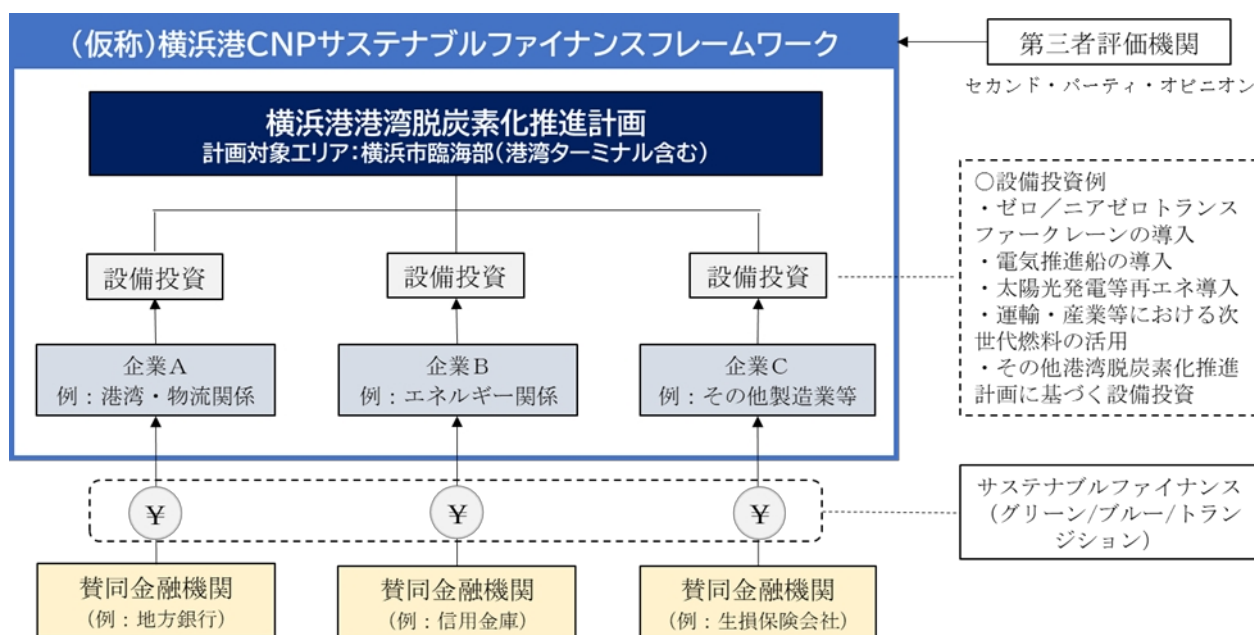 (仮称)横浜港CNPサステナブルファイナンスフレームワーク
第三者評価機関
セカンド・パーティ・オピニオン
横浜港港湾脱炭素化推進計画
計画対象エリア:横浜市臨海部(港湾ターミナル含む)
設備投資
設備投資
設備投資
○設備投資例
・ゼロ/ニアゼロトランス
ファークレーンの導入
・電気推進船の導入
・太陽光発電等再エネ導入
・運輸・産業等における次
世代燃料の活用
・その他港湾脱炭素化推進
計画に基づく設備投資
企業A
例:港湾・物流関係
企業B
例:エネルギー関係
企業C
例:その他製造業等
¥
¥
¥
サステナブルファイナンス
(グリーン/ブルー/トラン
ジション)
賛同金融機関
(例:地方銀行)
賛同金融機関
(例:信用金庫)
賛同金融機関
(例:生損保険会社)